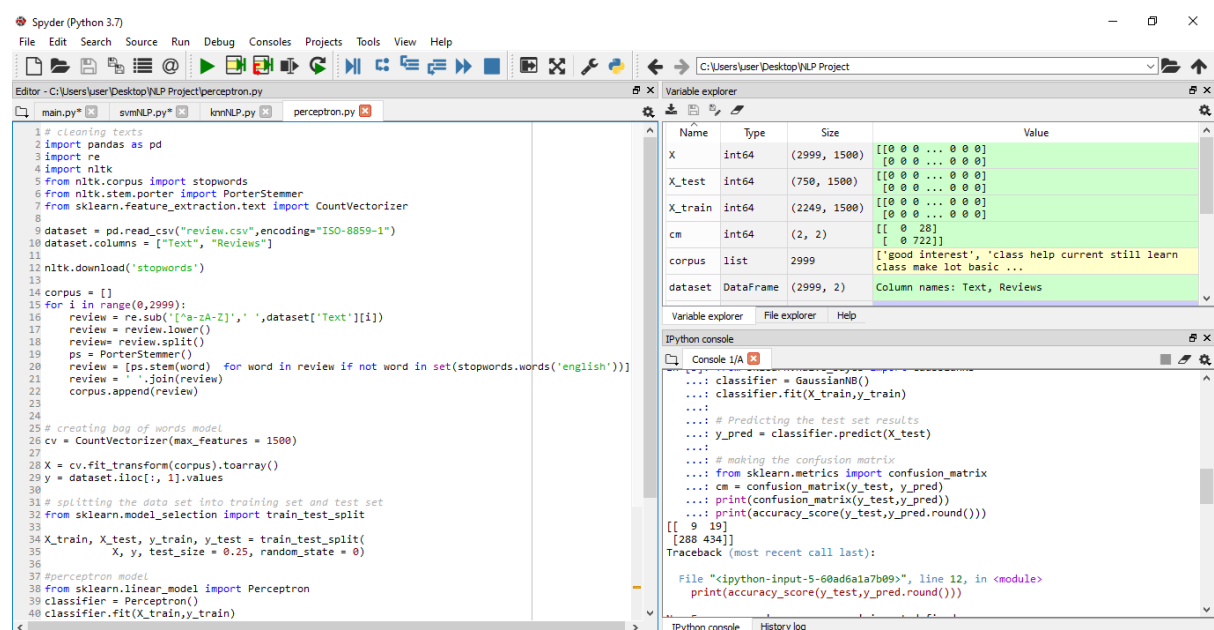 Spyder (Python 3.7)
File Edit Search Source Run Debug Consoles Projects Tools View Help
C:\Users\user\Desktop\NLP Project
Editor - C:\Users\user\Desktop\NLP Project\perceptron.py
main.py* svmNLP.py* knnNLP.py perceptron.py
1 # cleaning texts
2 import pandas as pd
3 import re
4 import nltk
5 from nltk.corpus import stopwords
6 from nltk.stem.porter import PorterStemmer
7 from sklearn.feature_extraction.text import CountVectorizer
8
9 dataset = pd.read_csv("review.csv",encoding="ISO-8859-1")
10 dataset.columns = ["Text", "Reviews"]
11
12 nltk.download('stopwords')
13
14 corpus = []
15 for i in range(0,2999):
16     review = re.sub('[^a-zA-Z]',' ',dataset['Text'][i])
17     review = review.lower()
18     review= review.split()
19     ps = PorterStemmer()
20     review = [ps.stem(word)  for word in review if not word in set(stopwords.words('english'))]
21     review = ' '.join(review)
22     corpus.append(review)
23
24
25 # creating bag of words model
26 cv = CountVectorizer(max_features = 1500)
27
28 X = cv.fit_transform(corpus).toarray()
29 y = dataset.iloc[:, 1].values
30
31 # splitting the data set into training set and test set
32 from sklearn.model_selection import train_test_split
33
34 X_train, X_test, y_train, y_test = train_test_split(
35             X, y, test_size = 0.25, random_state = 0)
36
37 #perceptron model
38 from sklearn.linear_model import Perceptron
39 classifier = Perceptron()
40 classifier.fit(X_train,y_train)
Variable explorer
Name Type Size Value
X int64 (2999, 1500) [[0 0 0 ... 0 0 0]
[0 0 0 ... 0 0 0]
X_test int64 (750, 1500) [[0 0 0 ... 0 0 0]
[0 0 0 ... 0 0 0]
X_train int64 (2249, 1500) [[0 0 0 ... 0 0 0]
[0 0 0 ... 0 0 0]
cm int64 (2, 2) [[  0  28]
[  0 722]]
corpus list 2999 ['good interest', 'class help current still learn
class make lot basic ...
dataset DataFrame (2999, 2) Column names: Text, Reviews
Variable explorer File explorer Help
IPython console
Console 1/A
...: classifier = GaussianNB()
...: classifier.fit(X_train,y_train)
...:
...: # Predicting the test set results
...: y_pred = classifier.predict(X_test)
...:
...: # making the confusion matrix
...: from sklearn.metrics import confusion_matrix
...: cm = confusion_matrix(y_test, y_pred)
...: print(confusion_matrix(y_test,y_pred))
...: print(accuracy_score(y_test,y_pred.round()))
[[  9  19]
[288 434]]
Traceback (most recent call last):
File "<ipython-input-5-60ad6a1a7b09>", line 12, in <module>
print(accuracy_score(y_test,y_pred.round()))
IPython console History log